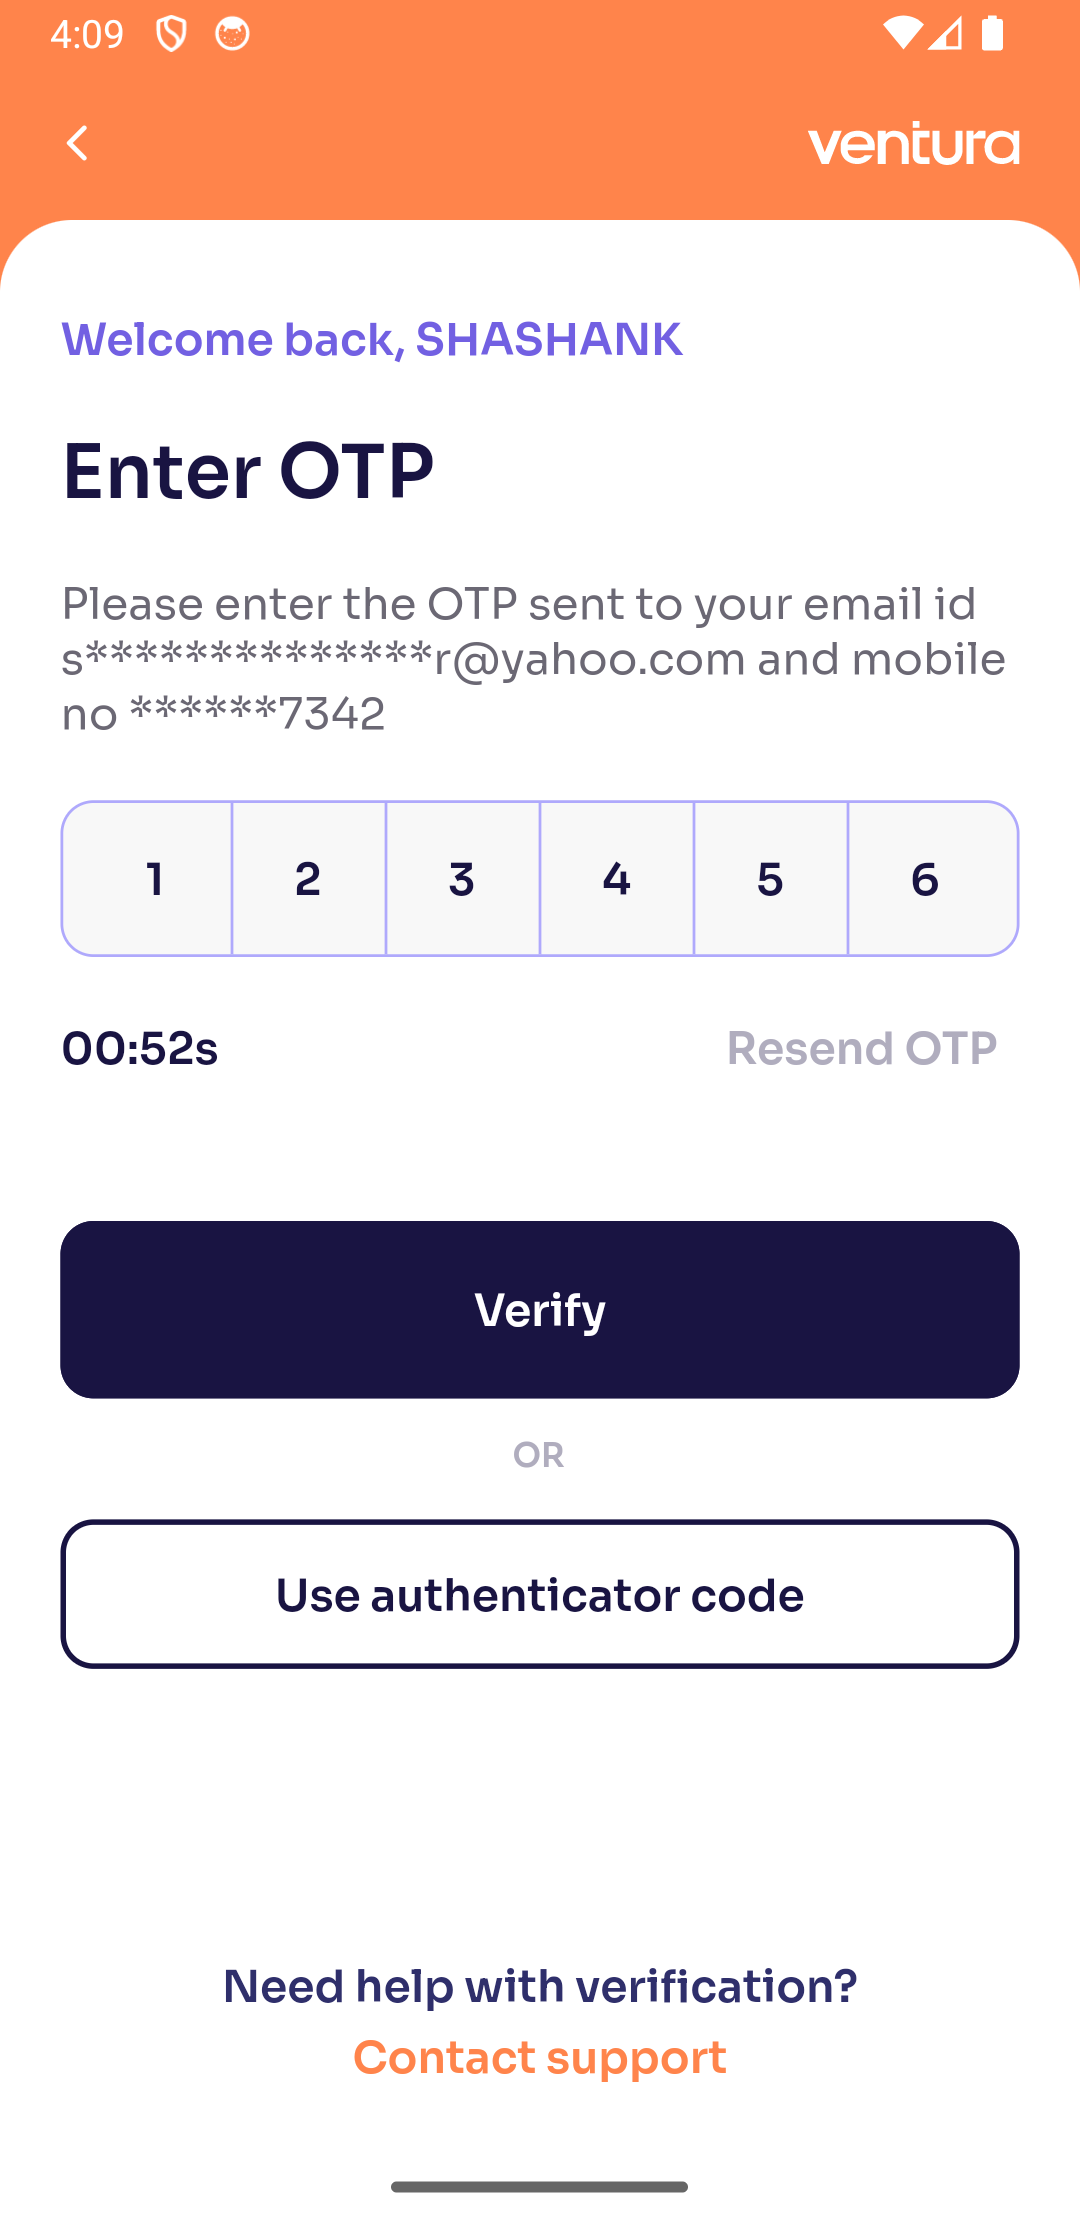 4:09
ventura
Welcome back, SHASHANK
Enter OTP
Please enter the OTP sent to your email id
s**************r@yahoo.com and mobile
no ******7342
1 2 3 4 5 6
00:52s Resend OTP
Verify
OR
Use authenticator code
Need help with verification?
Contact support